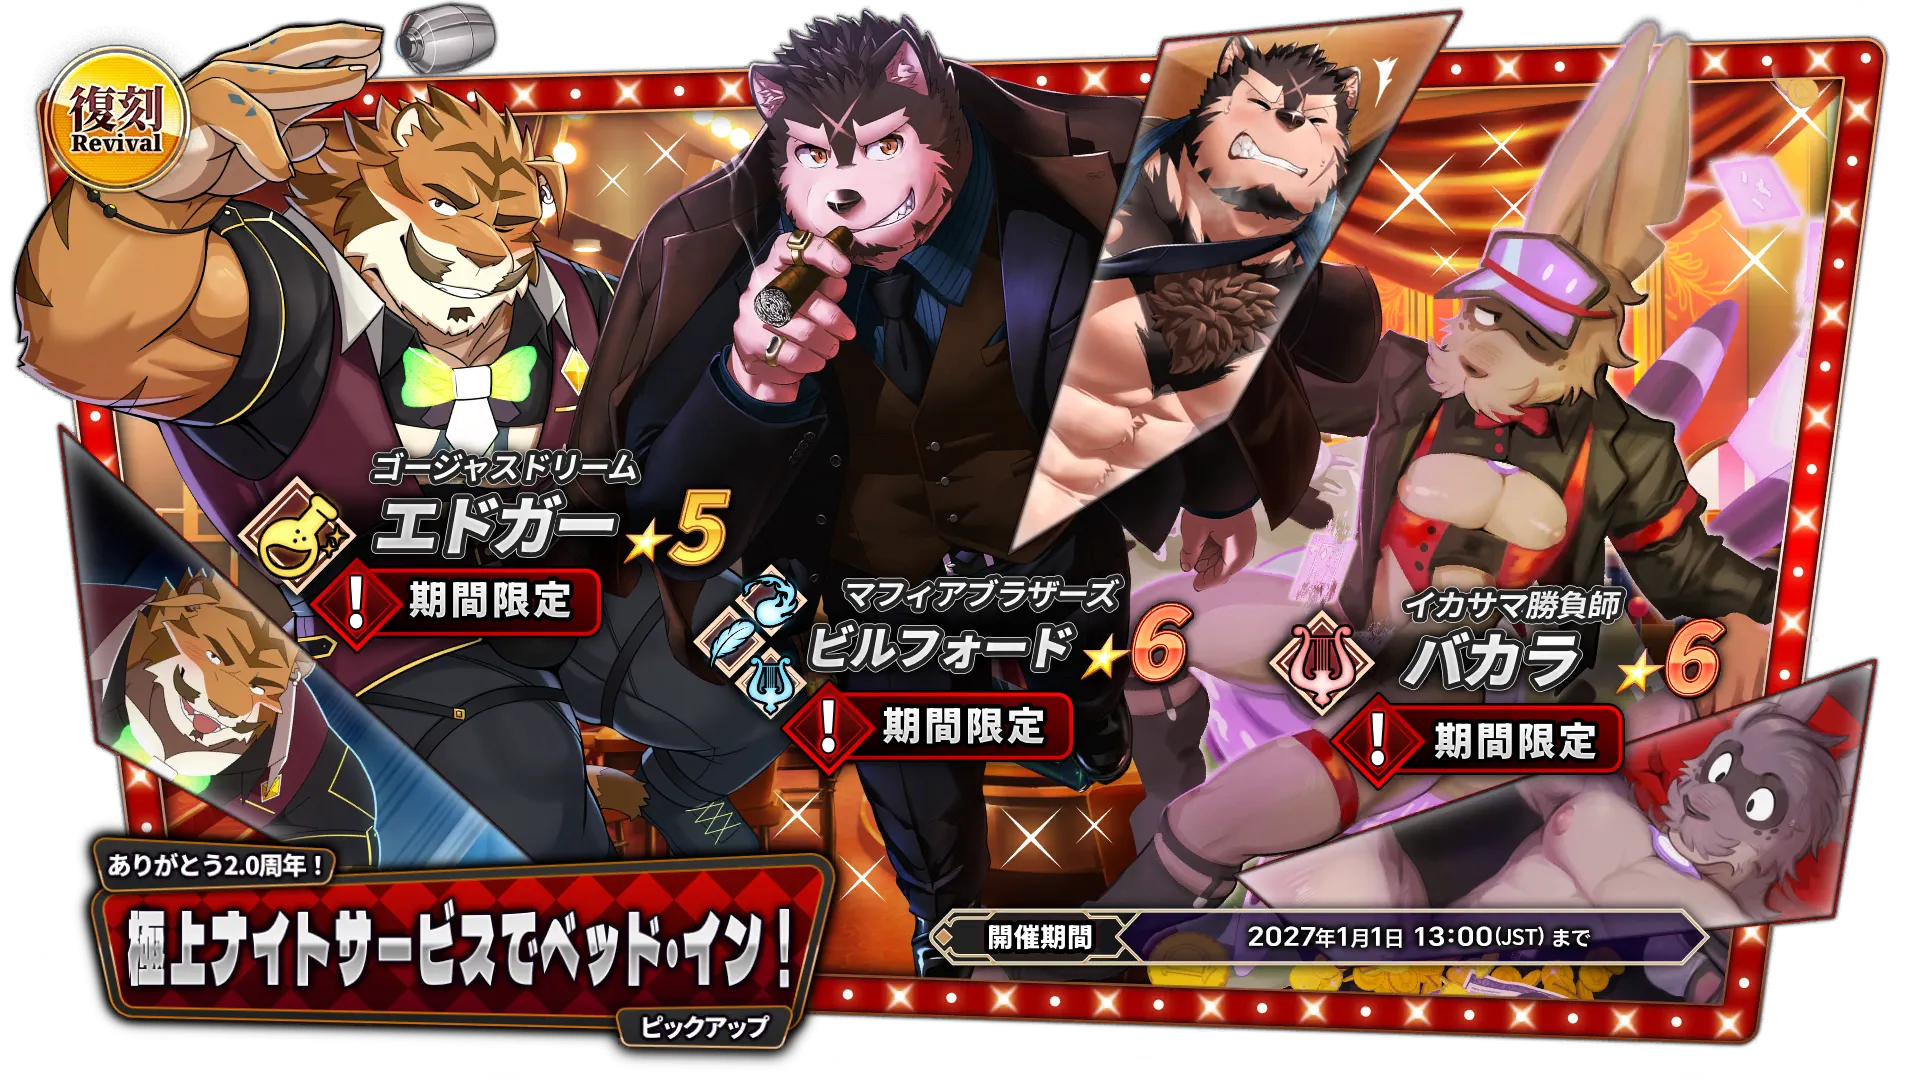 復刻
Revival
ゴージャスドリーム
エドガー
★5
期間限定
マフィアブラザーズ
ビルフォード
★6
期間限定
イカサマ勝負師
バカラ
★6
期間限定
ありがとう2.0周年！
極上ナイトサービスでベッド・イン！
ピックアップ
開催期間
2027年1月1日 13:00(JST) まで